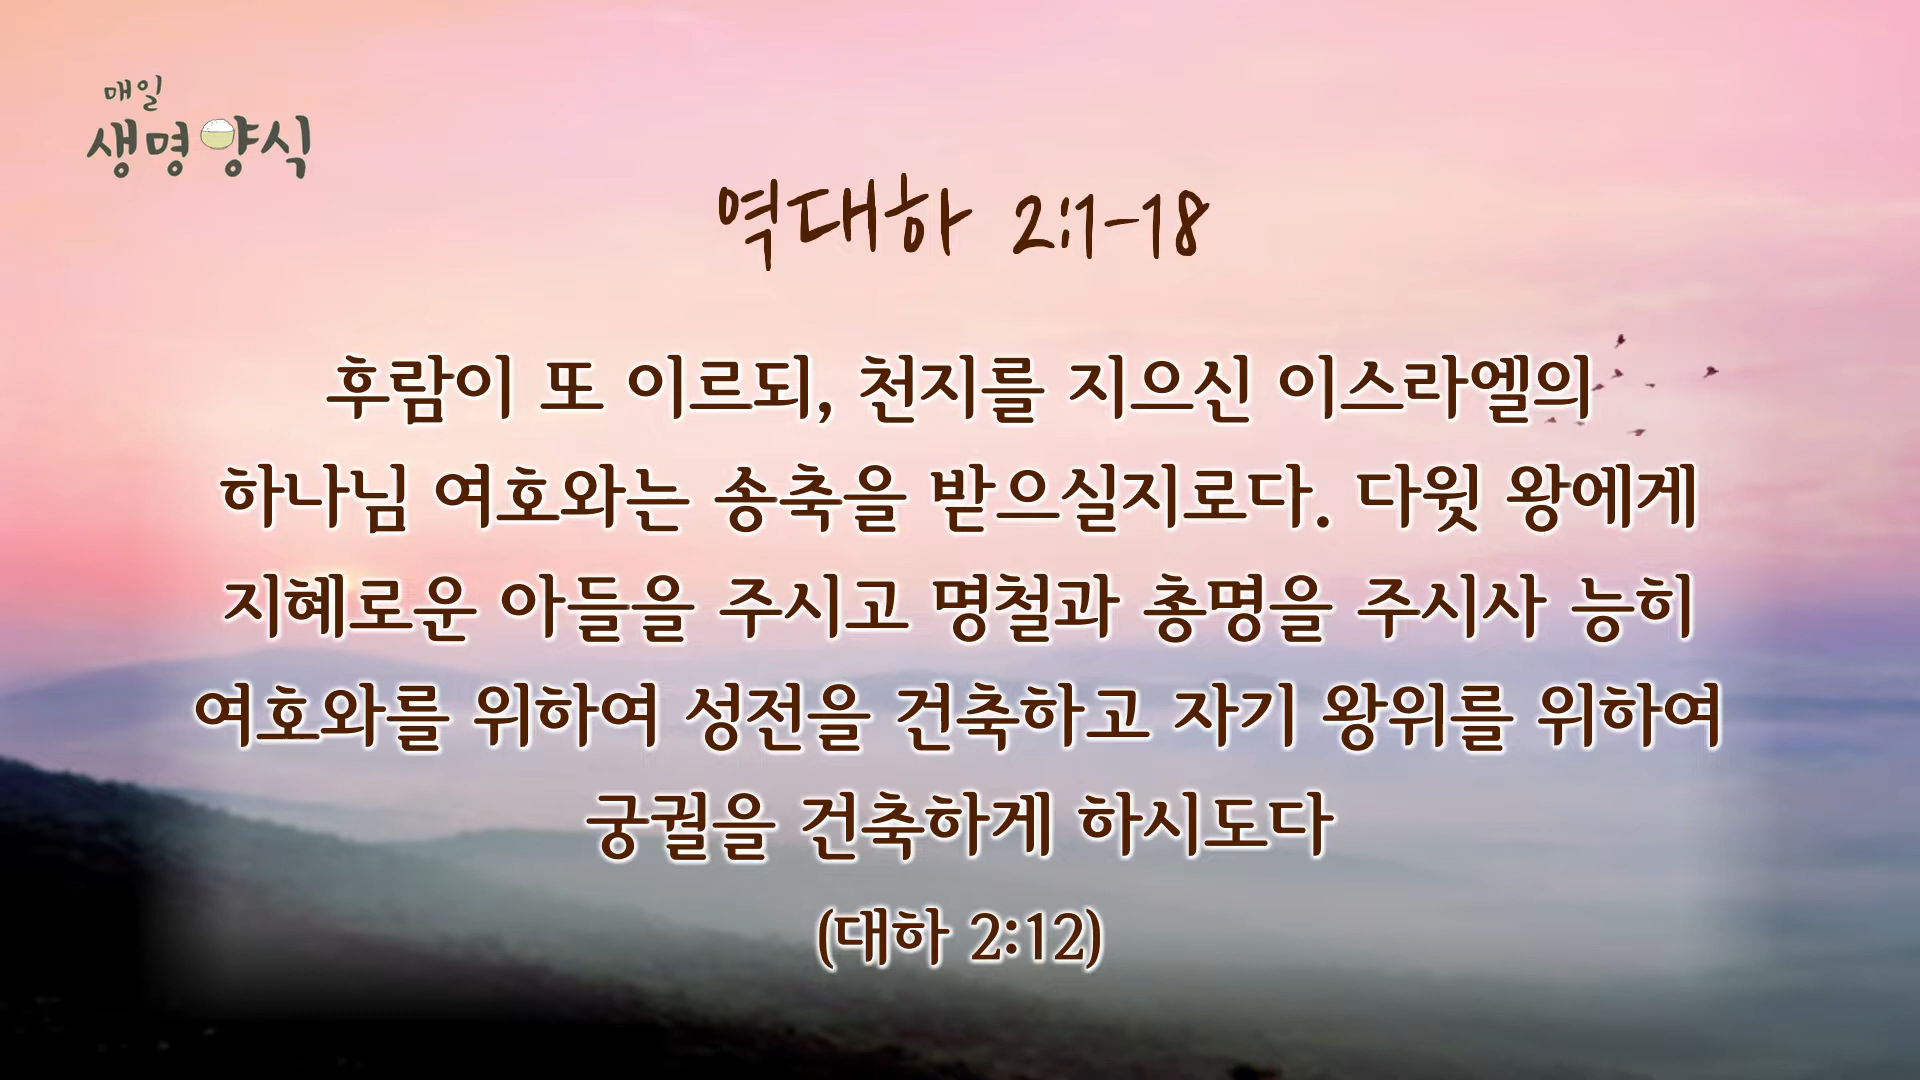 매일
생명양식
역대하 2:1-18
후람이 또 이르되, 천지를 지으신 이스라엘의
하나님 여호와는 송축을 받으실지로다. 다윗 왕에게
지혜로운 아들을 주시고 명철과 총명을 주시사 능히
여호와를 위하여 성전을 건축하고 자기 왕위를 위하여
궁궐을 건축하게 하시도다
(대하 2:12)